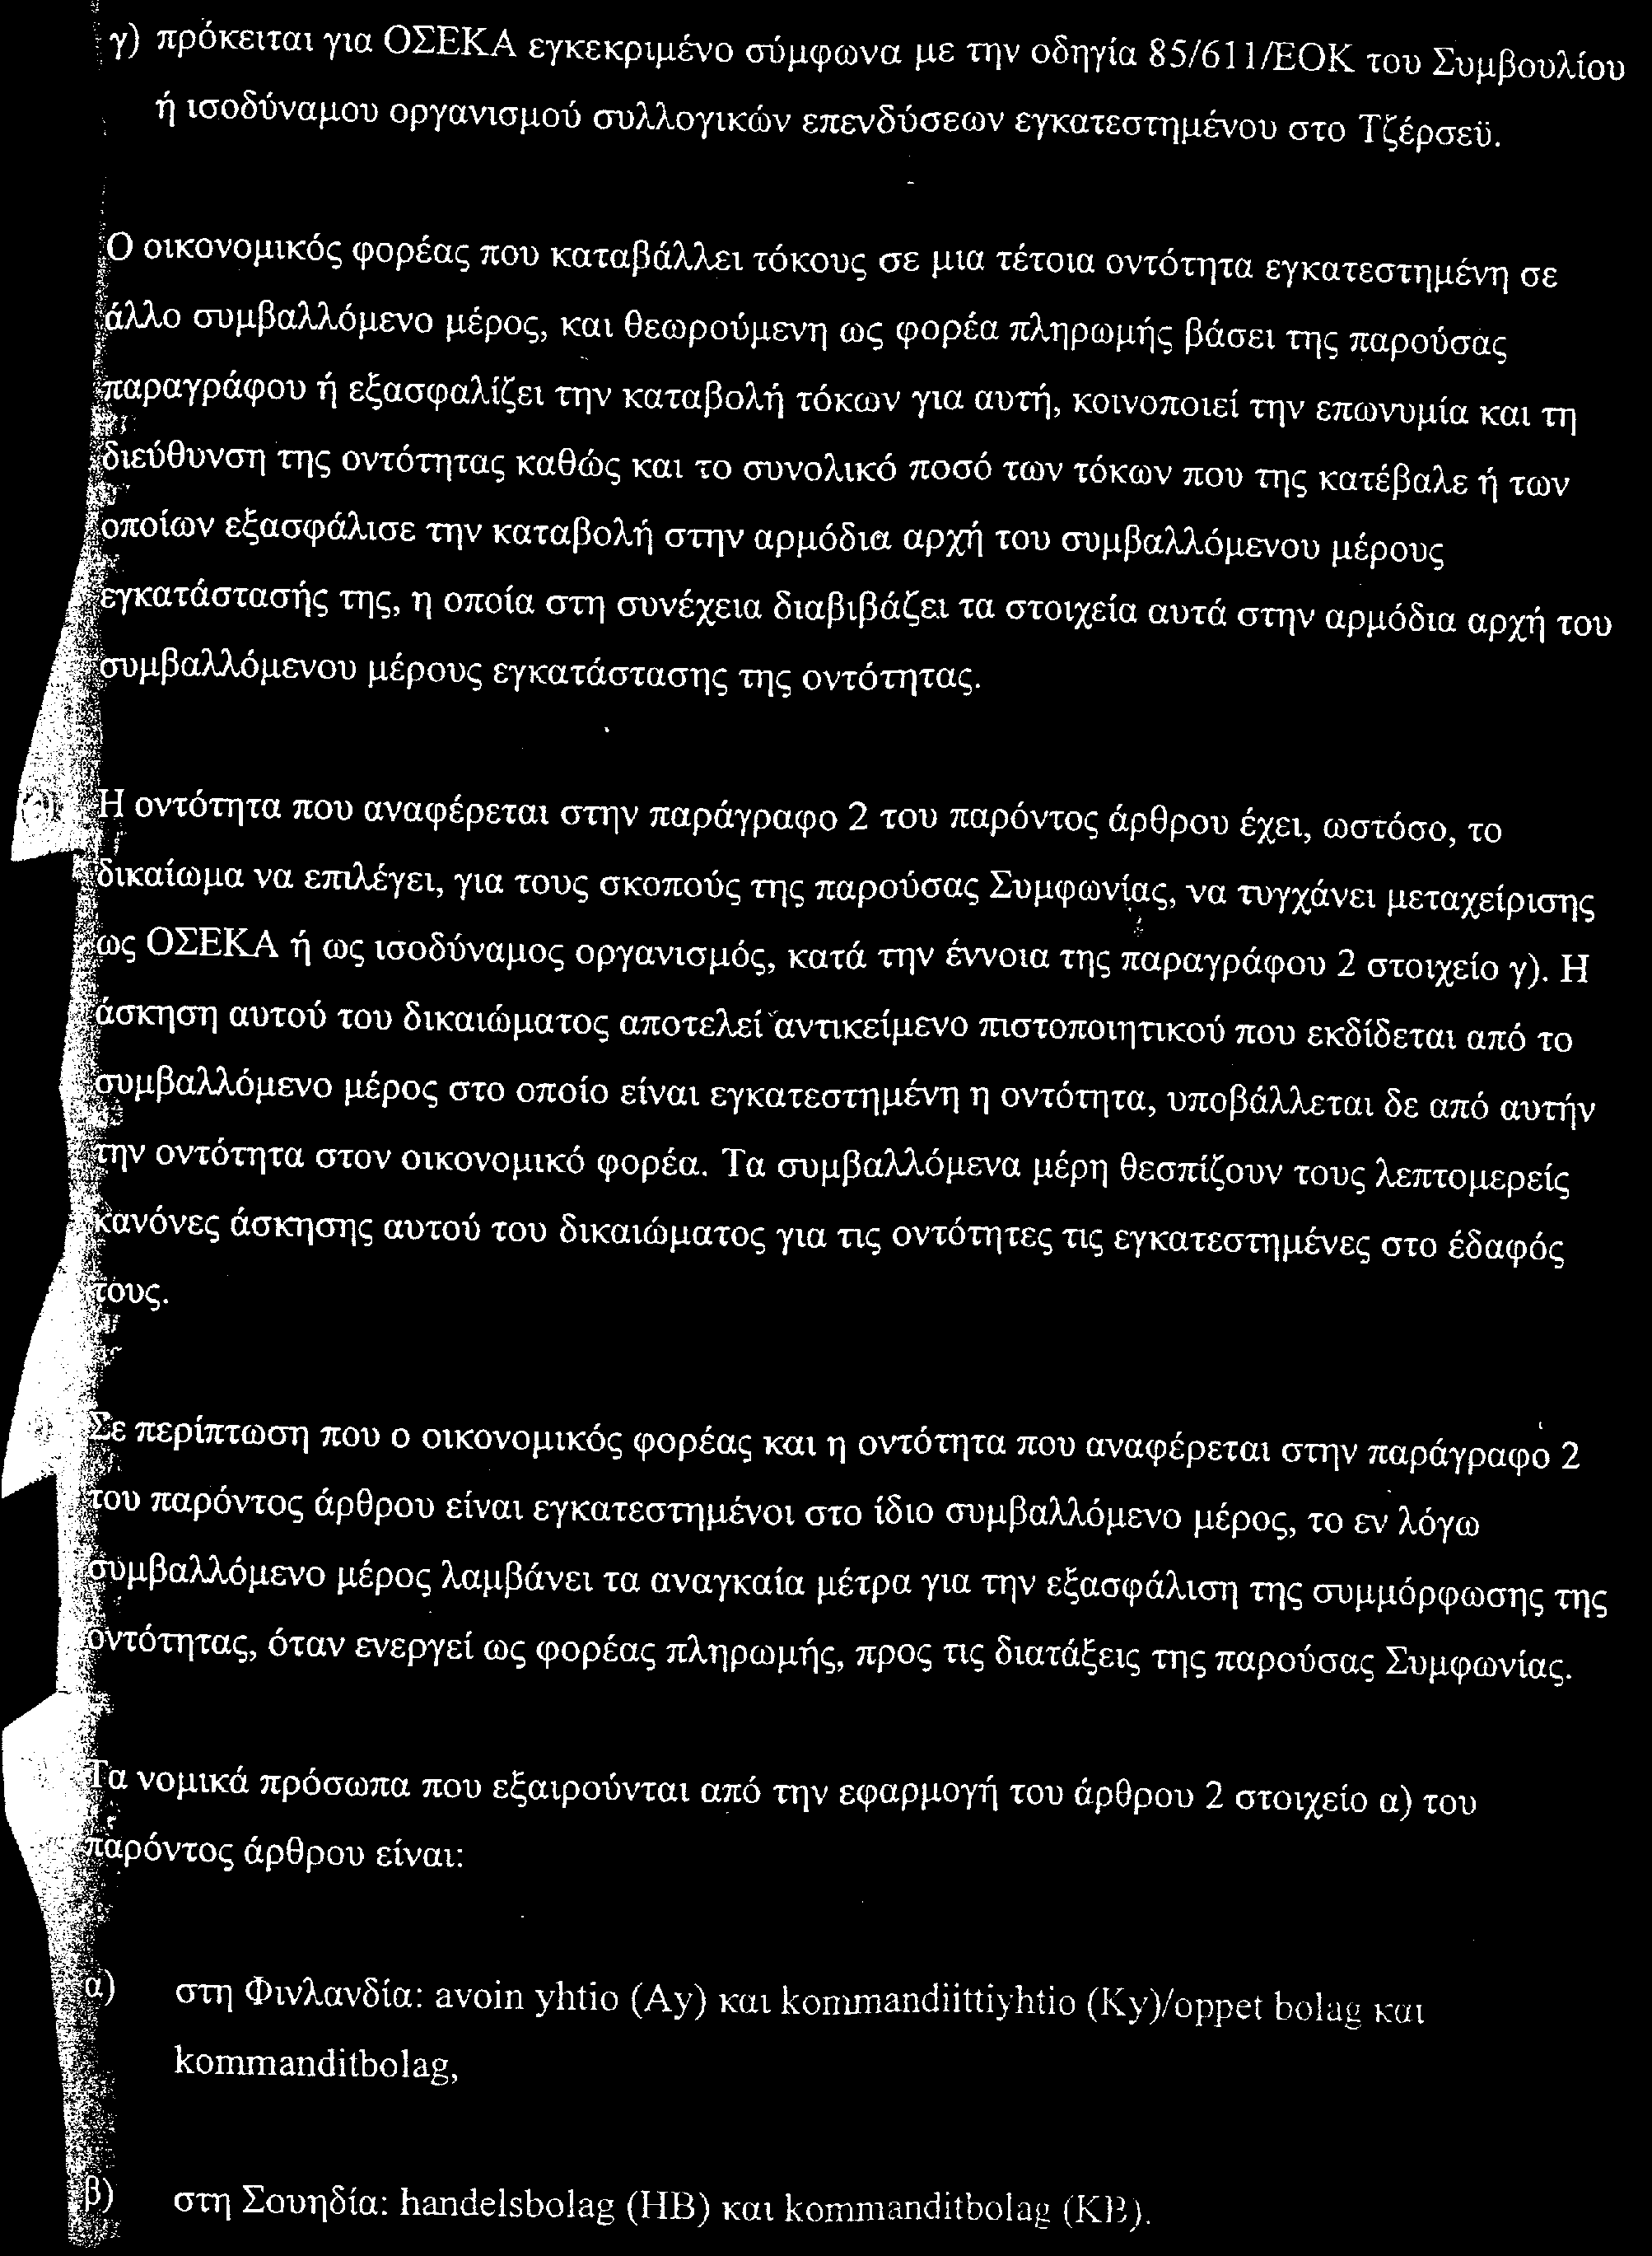 γ) πρόκειται για ΟΣΕΚΑ εγκεκριμένο σύμφωνα με την οδηγία 85/611/ΕΟΚ του Συμβουλίου
ή ισοδύναμου οργανισμού συλλογικών επενδύσεων εγκατεστημένου στο Τζέρσεϋ.
Ο οικονομικός φορέας που καταβάλλει τόκους σε μια τέτοια οντότητα εγκατεστημένη σε
άλλο συμβαλλόμενο μέρος, και θεωρούμενη ως φορέα πληρωμής βάσει της παρούσας
παραγράφου ή εξασφαλίζει την καταβολή τόκων για αυτή, κοινοποιεί την επωνυμία και τη
διεύθυνση της οντότητας καθώς και το συνολικό ποσό των τόκων που της κατέβαλε ή των
οποίων εξασφάλισε την καταβολή στην αρμόδια αρχή του συμβαλλόμενου μέρους
εγκατάστασής της, η οποία στη συνέχεια διαβιβάζει τα στοιχεία αυτά στην αρμόδια αρχή του
συμβαλλόμενου μέρους εγκατάστασης της οντότητας.
Η οντότητα που αναφέρεται στην παράγραφο 2 του παρόντος άρθρου έχει, ωστόσο, το
δικαίωμα να επιλέγει, για τους σκοπούς της παρούσας Συμφωνίας, να τυγχάνει μεταχείρισης
ως ΟΣΕΚΑ ή ως ισοδύναμος οργανισμός, κατά την έννοια της παραγράφου 2 στοιχείο γ). Η
άσκηση αυτού του δικαιώματος αποτελεί αντικείμενο πιστοποιητικού που εκδίδεται από το
συμβαλλόμενο μέρος στο οποίο είναι εγκατεστημένη η οντότητα, υποβάλλεται δε από αυτήν
την οντότητα στον οικονομικό φορέα. Τα συμβαλλόμενα μέρη θεσπίζουν τους λεπτομερείς
κανόνες άσκησης αυτού του δικαιώματος για τις οντότητες τις εγκατεστημένες στο έδαφός
τους.
Σε περίπτωση που ο οικονομικός φορέας και η οντότητα που αναφέρεται στην παράγραφο 2
του παρόντος άρθρου είναι εγκατεστημένοι στο ίδιο συμβαλλόμενο μέρος, το εν λόγω
συμβαλλόμενο μέρος λαμβάνει τα αναγκαία μέτρα για την εξασφάλιση της συμμόρφωσης της
οντότητας, όταν ενεργεί ως φορέας πληρωμής, προς τις διατάξεις της παρούσας Συμφωνίας.
Τα νομικά πρόσωπα που εξαιρούνται από την εφαρμογή του άρθρου 2 στοιχείο α) του
παρόντος άρθρου είναι:
α) στη Φινλανδία: avoin yhtio (Ay) και kommandiittiyhtio (Ky)/oppet bolag και
kommanditbolag,
β) στη Σουηδία: handelsbolag (HB) και kommanditbolag (KB).